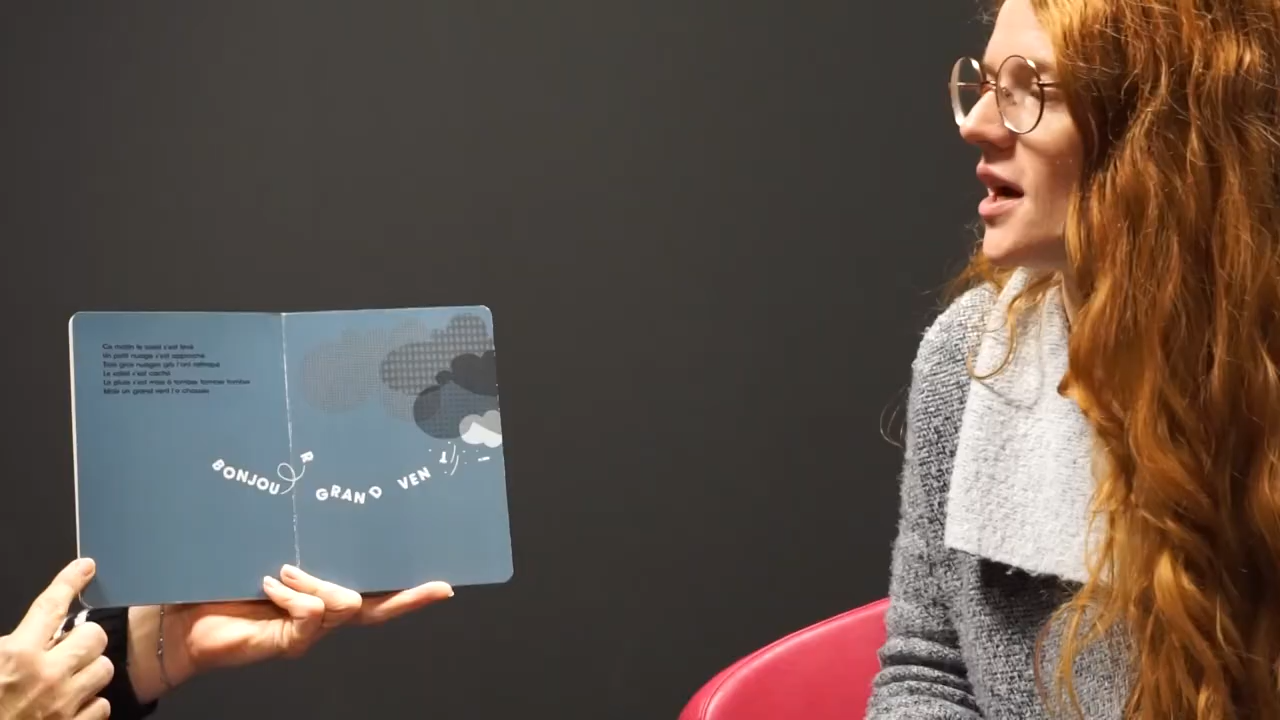 Ce matin le soleil s'est levé
Un petit nuage s'est approché
Trois gros nuages gris l'ont rattrapé
Le soleil s'est caché
La pluie s'est mise à tomber tomber tomber
Mais un grand vent l'a chassée
BONJOUR GRAND VENT